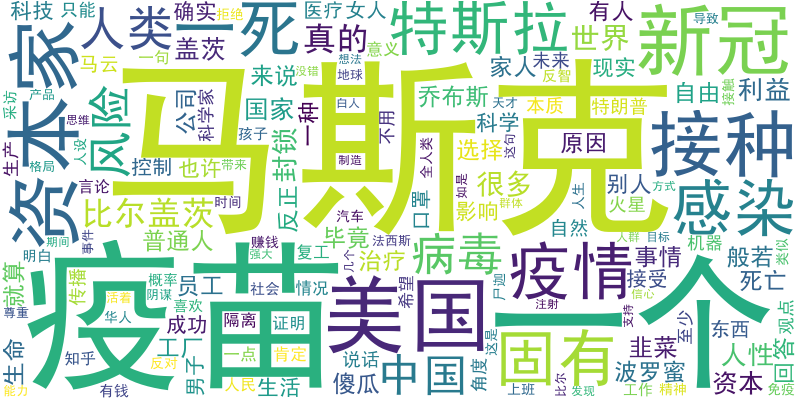 科技 只能 确实 拒绝 医疗 女人 有人 导致
家 人类 一 死 马云 盖茨 一句 真的 意义 特斯拉 世界 新冠
来说 想法 没错 地球 家人 未来 反智 现实
采访 产品 思维 公司 科学家 国家 白人 乔布斯 天才 本质 特朗普 自由 接触 利益
资本 风险 马斯克 一种 不用 科学 这句 原因 接种
生产 人设 孩子 反正 封锁 制造 全人类 选择
格局 控制 也许 带来 口罩 很多 如是 别人 人生 感染
言论 比尔盖茨 时间 影响 群体 火星 方式
明白 期间 事件 普通人 赚钱 汽车 法西斯 毕竟 病毒 自然 疫情 人群 目标 机器 事情 类似
疫苗 强大 复工 几个 治疗 美国 一个 接受 般若 死亡
就算 传播 概率 阴谋 员工 社会 情况 希望 尸迦 注射 信心 至少 东西 观点
尊重 活着 华人 喜欢 成功 隔离 证明 这是 支持 固有 韭菜 人性 回答
生命 知乎 工厂 一点 肯定 说话 中国 角度 波罗蜜 资本
能力 有钱 反对 男子 人民 生活 傻瓜 上班 比尔 发现 工作 精神 免疫